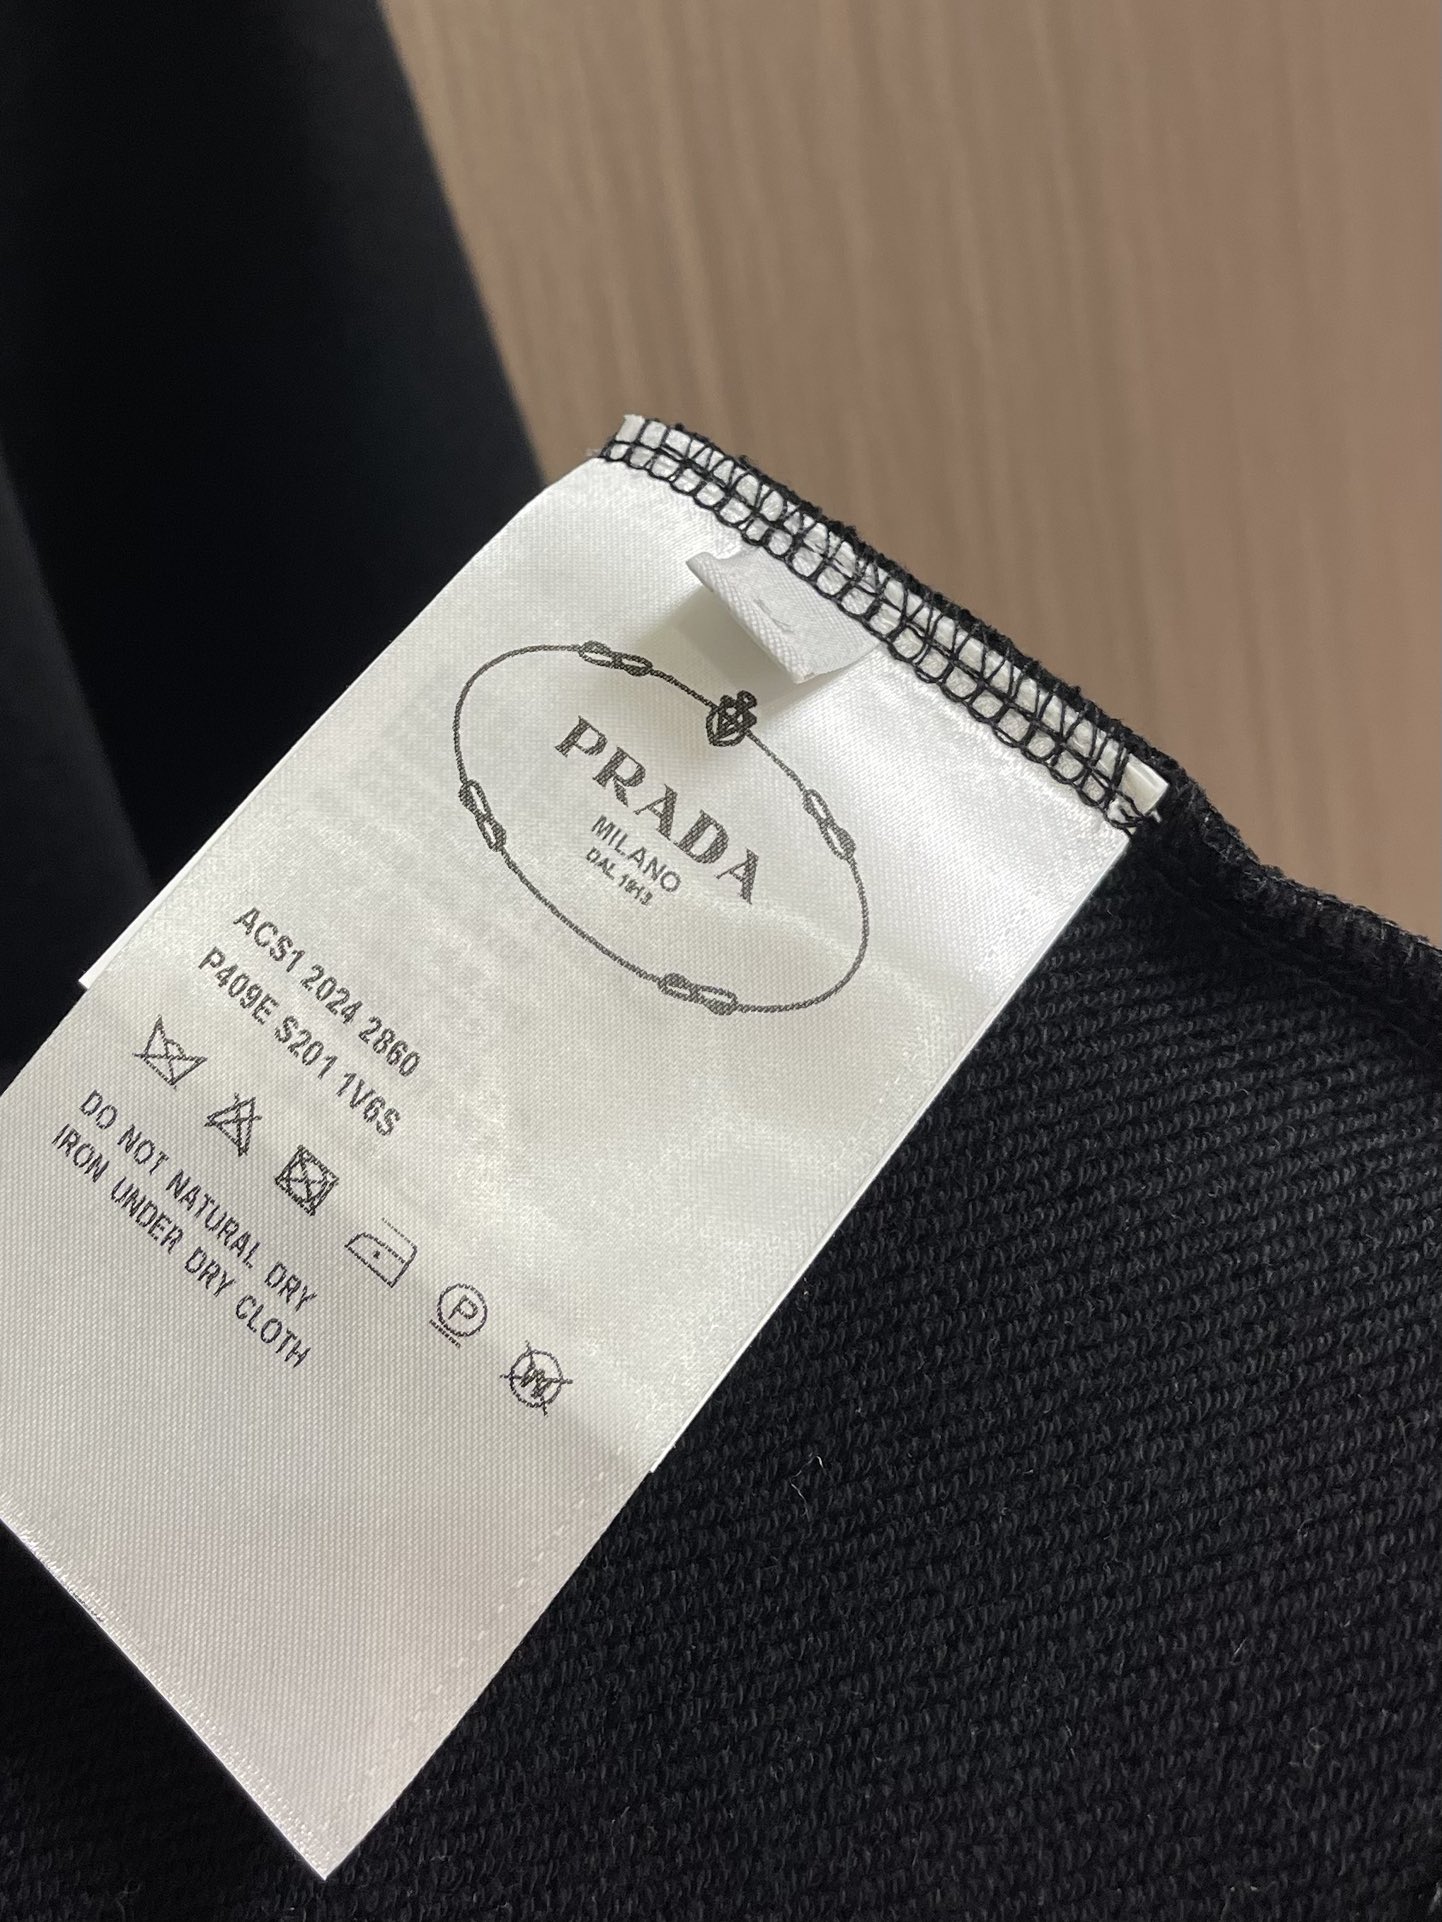 PRADA
MILANO
DAL 1913
ACS1 2024 2860
P409E S201 1V6S
P
W
DO NOT NATURAL DRY
IRON UNDER DRY CLOTH